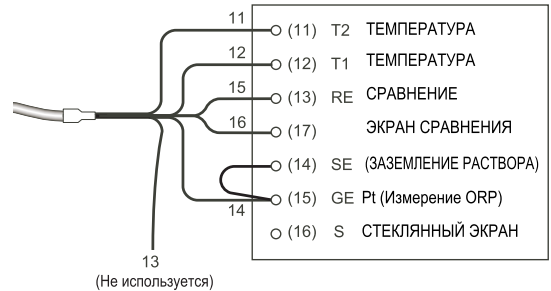 11 (11) T2 ТЕМПЕРАТУРА
12 (12) T1 ТЕМПЕРАТУРА
15 (13) RE СРАВНЕНИЕ
16 (17) ЭКРАН СРАВНЕНИЯ
(14) SE (ЗАЗЕМЛЕНИЕ РАСТВОРА)
14 (15) GE Pt (Измерение ORP)
(16) S СТЕКЛЯННЫЙ ЭКРАН
13
(Не используется)